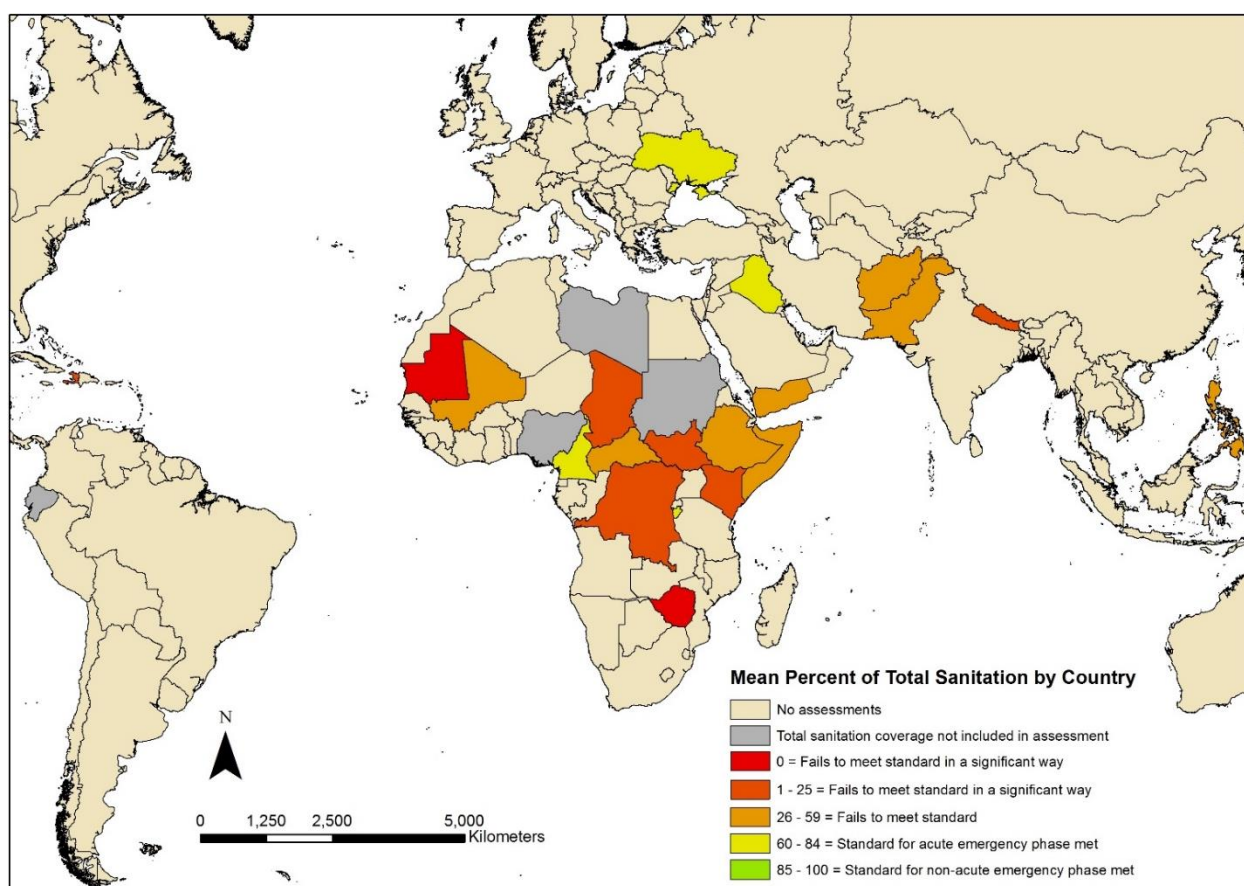 N
0 1,250 2,500 5,000
Kilometers
Mean Percent of Total Sanitation by Country
No assessments
Total sanitation coverage not included in assessment
0 = Fails to meet standard in a significant way
1 - 25 = Fails to meet standard in a significant way
26 - 59 = Fails to meet standard
60 - 84 = Standard for acute emergency phase met
85 - 100 = Standard for non-acute emergency phase met